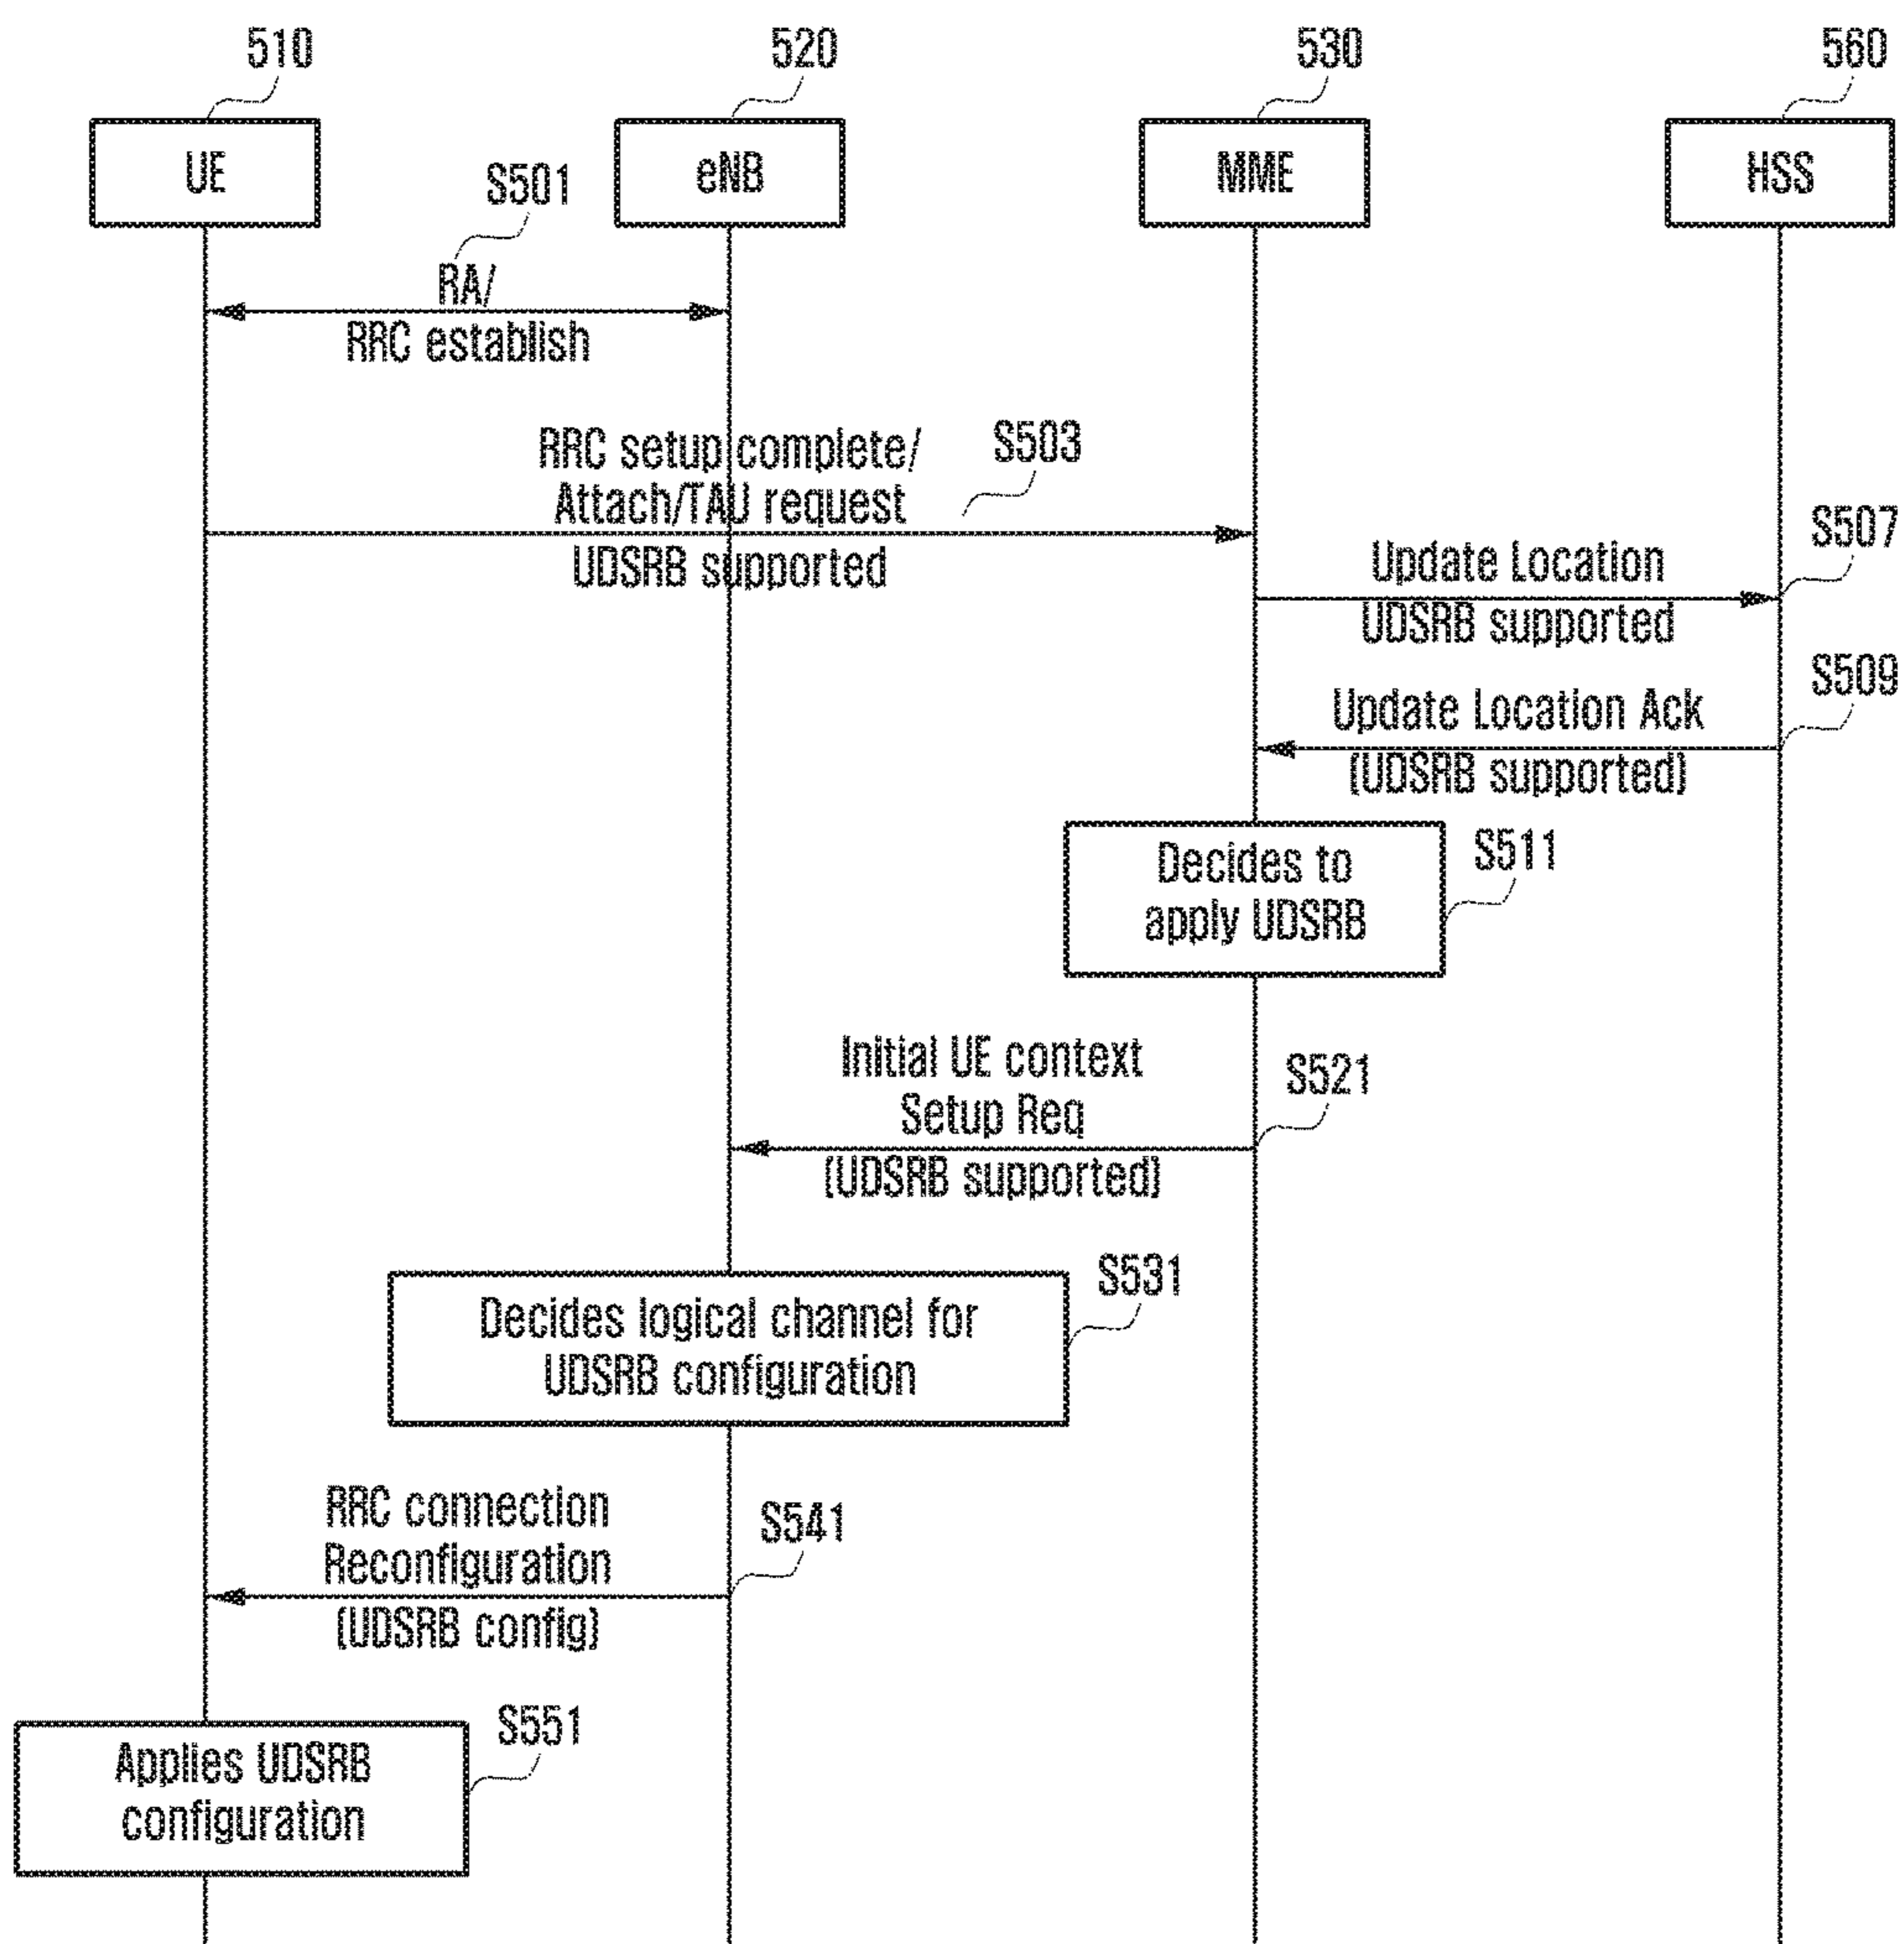 510
520
530
560
UE
eNB
MME
HSS
S501
RA/
RRC establish
RRC setup complete/
Attach/TAU request
UDSRB supported
S503
S507
Update Location
UDSRB supported
S509
Update Location Ack
(UDSRB supported)
Decides to
apply UDSRB
S511
Initial UE context
Setup Req
(UDSRB supported)
S521
Decides logical channel for
UDSRB configuration
S531
RRC connection
Reconfiguration
(UDSRB config)
S541
Applies UDSRB
configuration
S551